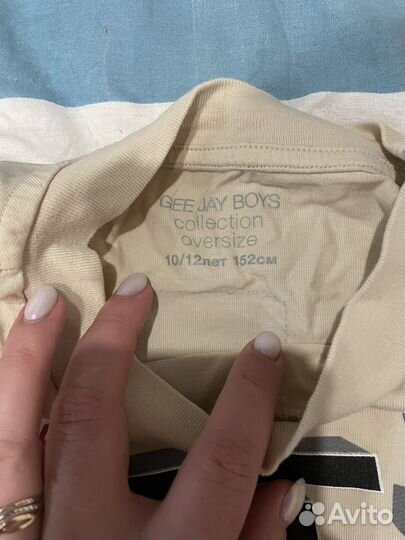 GEE JAY BOYS
collection
oversize
10/12лет 152см
Avito